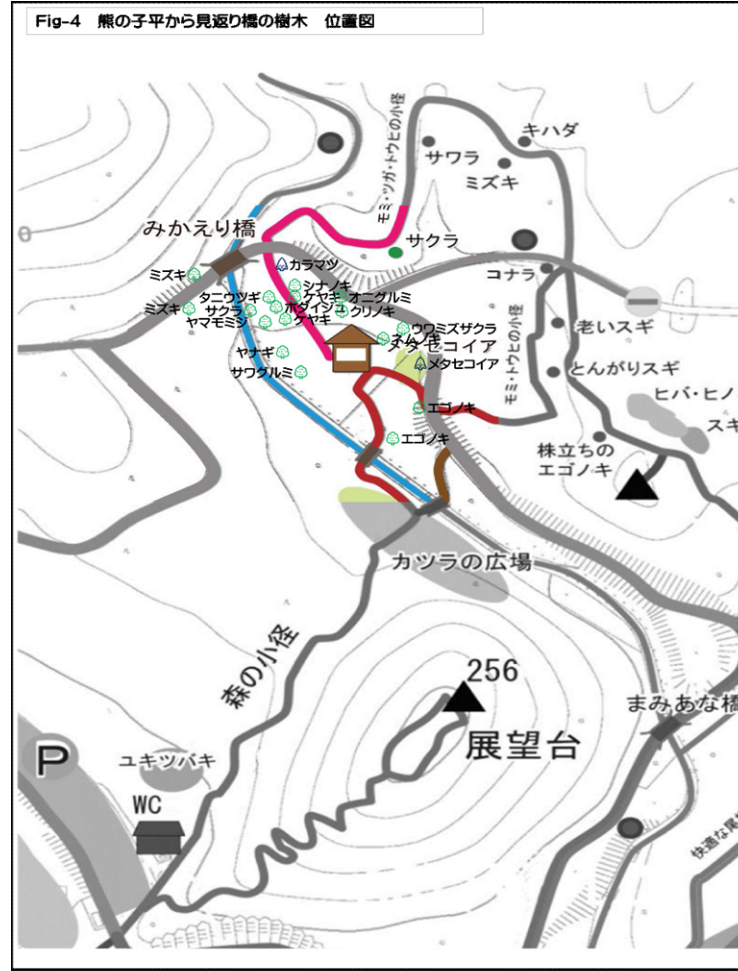 Fig-4 熊の子平から見返り橋の樹木 位置図
キハダ
サワラ
ミズキ
モミ・ツガ・トウヒの小径
みかえり橋
サクラ
カラマツ
コナラ
ミズキ
シナノキ
タニウツギ
ケヤキ
オニグルミ
ミズキ
サクラ
ボダイジュ
クリノキ
ヤマモミジ
ケヤキ
ウワミズザクラ
老いスギ
ネムノキ
メタセコイア
ヤナギ
メタセコイア
とんがりスギ
サワグルミ
モミ・トウヒの小径
ヒバ・ヒノ
エゴノキ
スギ
エゴノキ
株立ちの
エゴノキ
カツラの広場
森の小径
256
展望台
まみあな橋
P
ユキツバキ
WC
快適な尾